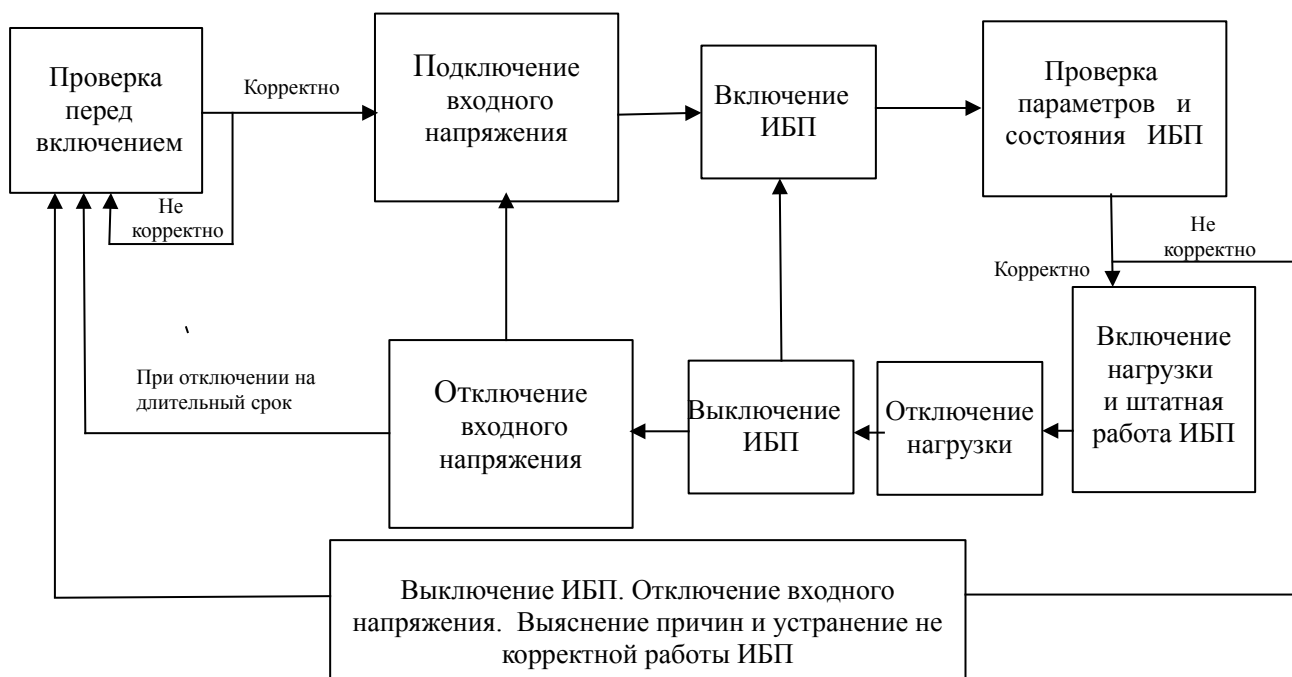 Проверка
перед
включением
Корректно
Подключение
входного
напряжения
Включение
ИБП
Проверка
параметров и
состояния ИБП
Не
корректно
Не
корректно
Корректно
При отключении на
длительный срок
Отключение
входного
напряжения
Выключение
ИБП
Отключение
нагрузки
Включение
нагрузки
и штатная
работа ИБП
Выключение ИБП. Отключение входного
напряжения. Выяснение причин и устранение не
корректной работы ИБП